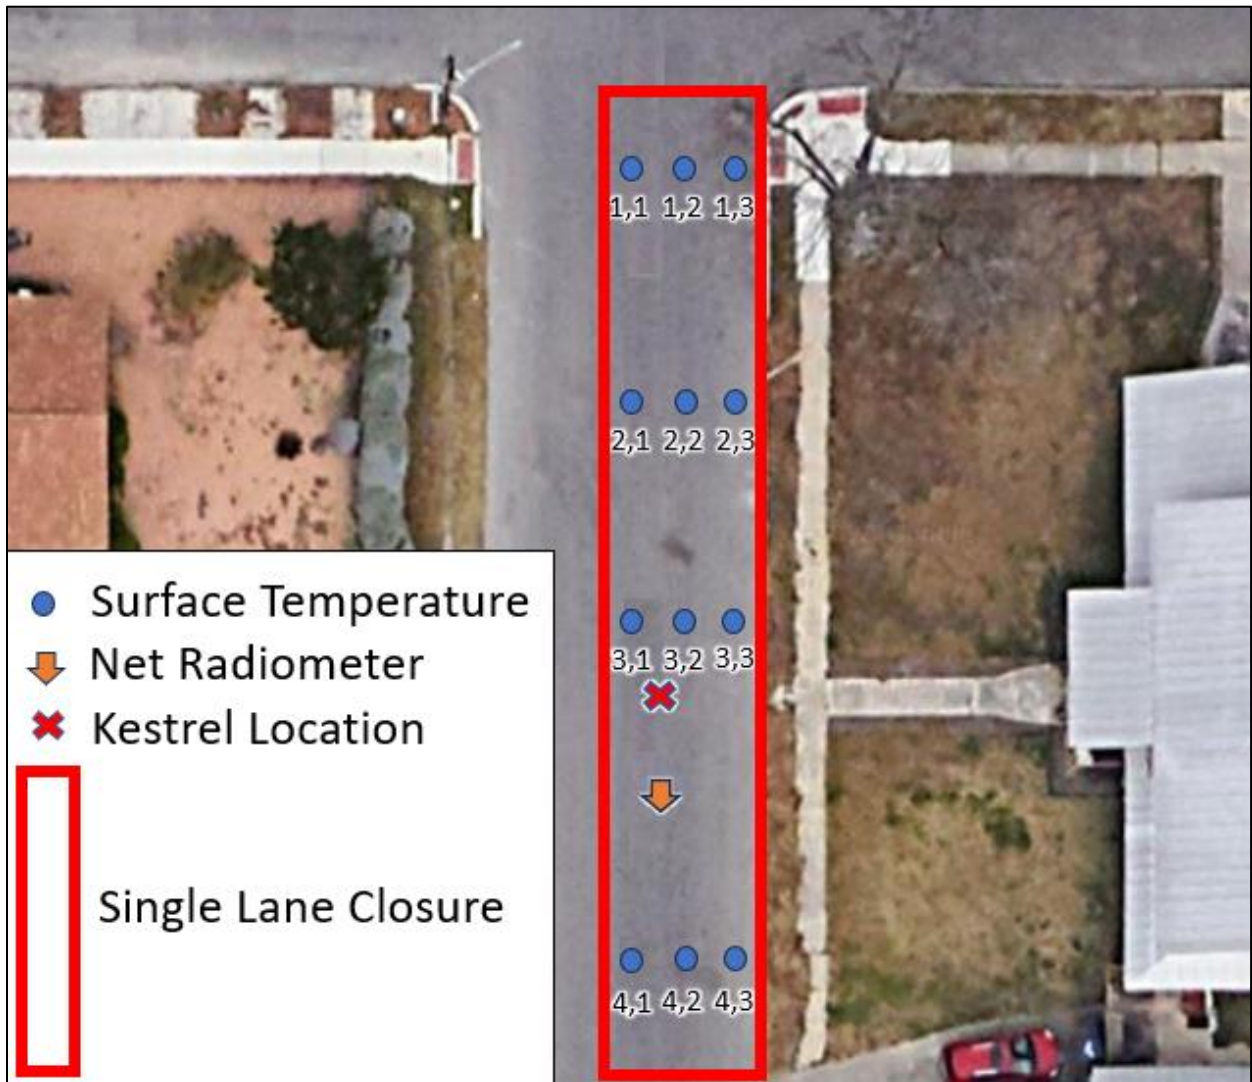 1,1 1,2 1,3
2,1 2,2 2,3
3,1 3,2 3,3
4,1 4,2 4,3
Surface Temperature
Net Radiometer
Kestrel Location
Single Lane Closure